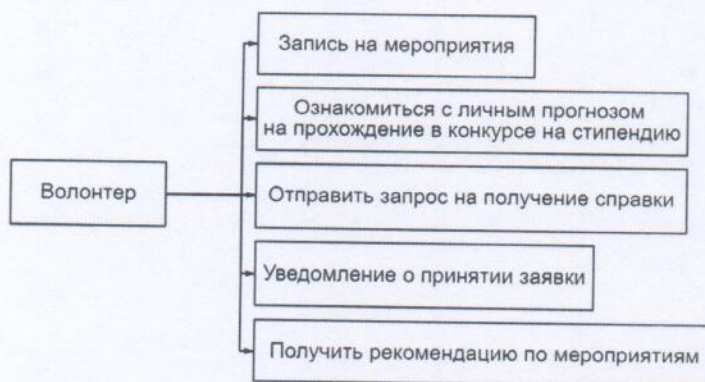 Запись на мероприятия
Ознакомиться с личным прогнозом
на прохождение в конкурсе на стипендию
Волонтер
Отправить запрос на получение справки
Уведомление о принятии заявки
Получить рекомендацию по мероприятиям